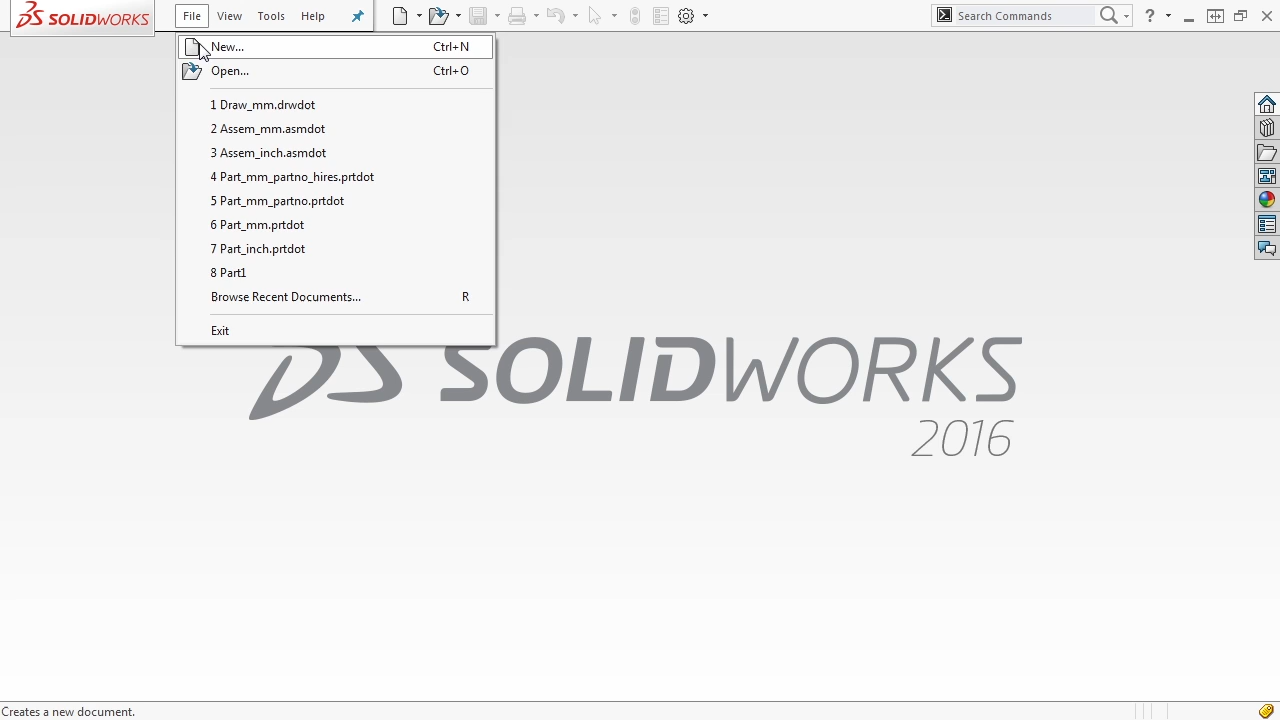 SOLIDWORKS File View Tools Help Search Commands ?
New... Ctrl+N
Open... Ctrl+O
1 Draw_mm.drwdot
2 Assem_mm.asmdot
3 Assem_inch.asmdot
4 Part_mm_partno_hires.prtdot
5 Part_mm_partno.prtdot
6 Part_mm.prtdot
7 Part_inch.prtdot
8 Part1
Browse Recent Documents... R
Exit
SOLIDWORKS
2016
Creates a new document.